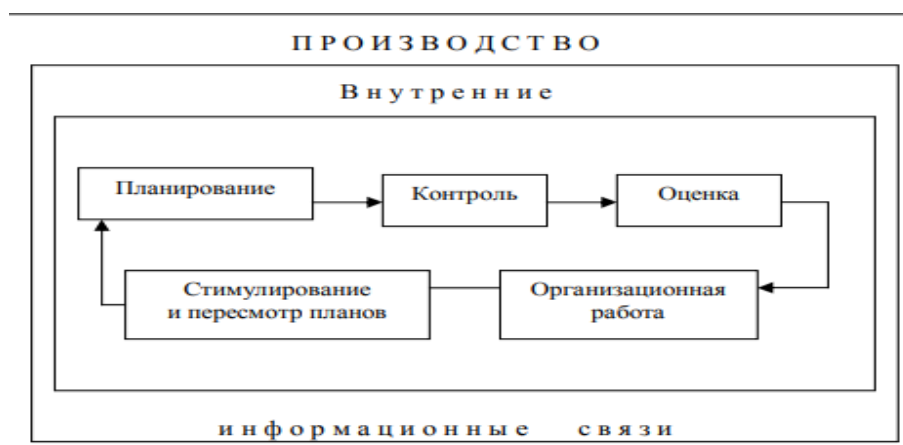 ПРОИЗВОДСТВО
Внутренние
Планирование
Контроль
Оценка
Стимулирование
и пересмотр планов
Организационная
работа
информационные связи